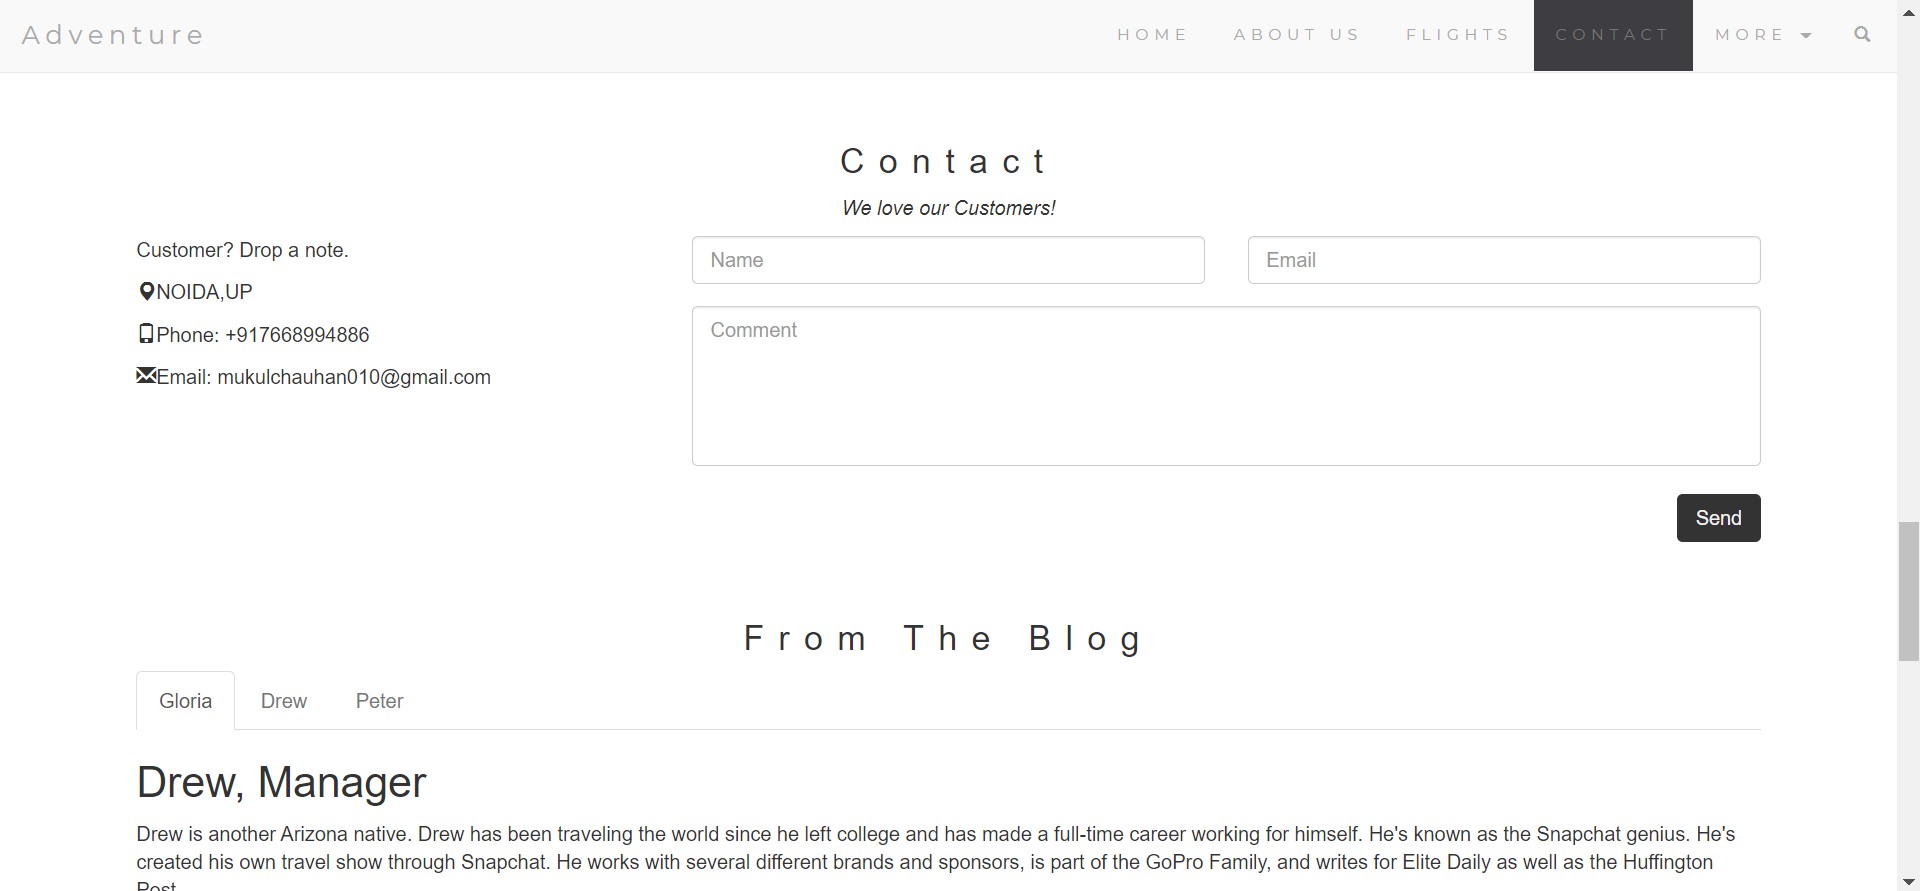 Adventure
HOME ABOUT US FLIGHTS CONTACT MORE
Contact
We love our Customers!
Customer? Drop a note.
NOIDA,UP
Phone: +917668994886
Email: mukulchauhan010@gmail.com
Name
Email
Comment
Send
From The Blog
Gloria Drew Peter
Drew, Manager
Drew is another Arizona native. Drew has been traveling the world since he left college and has made a full-time career working for himself. He's known as the Snapchat genius. He's
created his own travel show through Snapchat. He works with several different brands and sponsors, is part of the GoPro Family, and writes for Elite Daily as well as the Huffington
Post